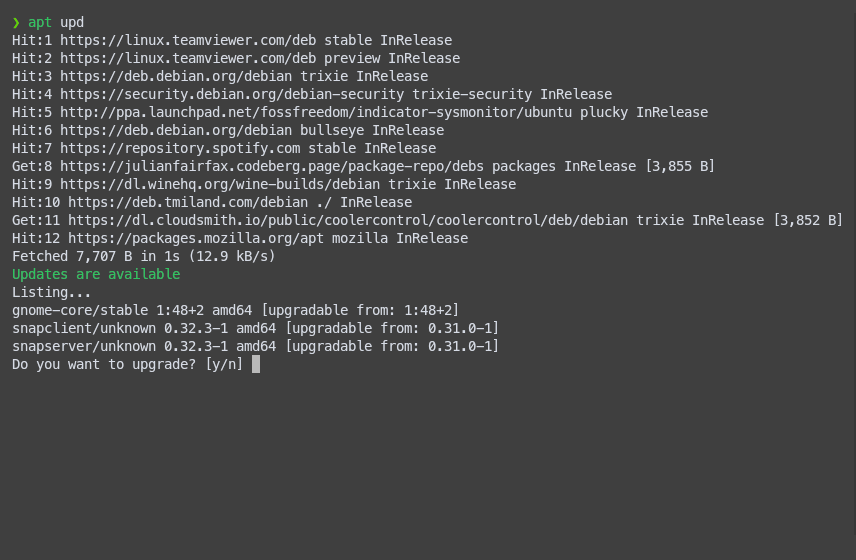 ❯ apt upd
Hit:1 https://linux.teamviewer.com/deb stable InRelease
Hit:2 https://linux.teamviewer.com/deb preview InRelease
Hit:3 https://deb.debian.org/debian trixie InRelease
Hit:4 https://security.debian.org/debian-security trixie-security InRelease
Hit:5 http://ppa.launchpad.net/fossfreedom/indicator-sysmonitor/ubuntu plucky InRelease
Hit:6 https://deb.debian.org/debian bullseye InRelease
Hit:7 https://repository.spotify.com stable InRelease
Get:8 https://julianfairfax.codeberg.page/package-repo/debs packages InRelease [3,855 B]
Hit:9 https://dl.winehq.org/wine-builds/debian trixie InRelease
Hit:10 https://deb.tmiland.com/debian ./ InRelease
Get:11 https://dl.cloudsmith.io/public/coolercontrol/coolercontrol/deb/debian trixie InRelease [3,852 B]
Hit:12 https://packages.mozilla.org/apt mozilla InRelease
Fetched 7,707 B in 1s (12.9 kB/s)
Updates are available
Listing...
gnome-core/stable 1:48+2 amd64 [upgradable from: 1:48+2]
snapclient/unknown 0.32.3-1 amd64 [upgradable from: 0.31.0-1]
snapserver/unknown 0.32.3-1 amd64 [upgradable from: 0.31.0-1]
Do you want to upgrade? [y/n]